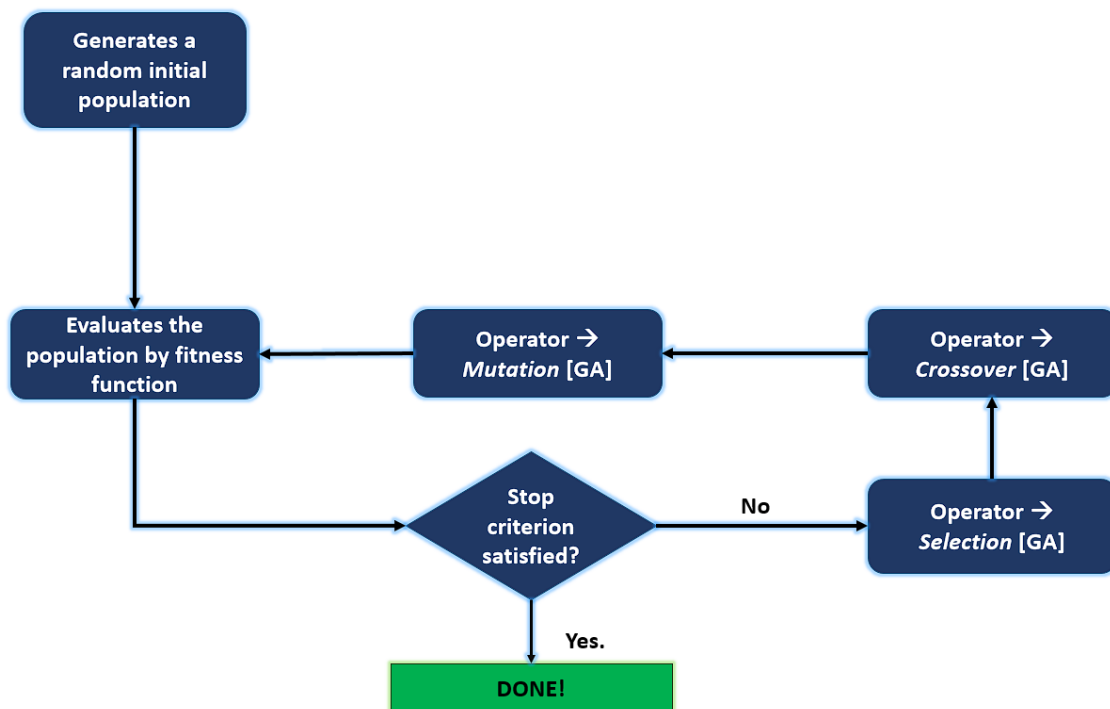 Generates a
random initial
population
Evaluates the
population by fitness
function
Operator →
Mutation [GA]
Operator →
Crossover [GA]
Stop
criterion
satisfied?
No
Operator →
Selection [GA]
Yes.
DONE!